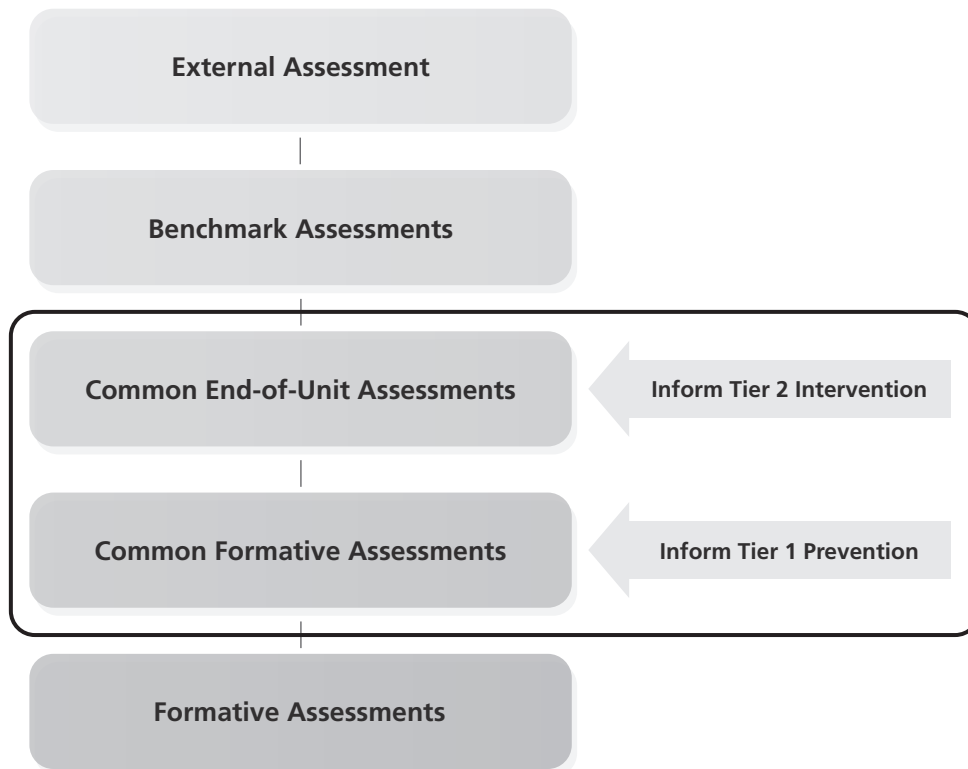 External Assessment
Benchmark Assessments
Common End-of-Unit Assessments
Inform Tier 2 Intervention
Common Formative Assessments
Inform Tier 1 Prevention
Formative Assessments